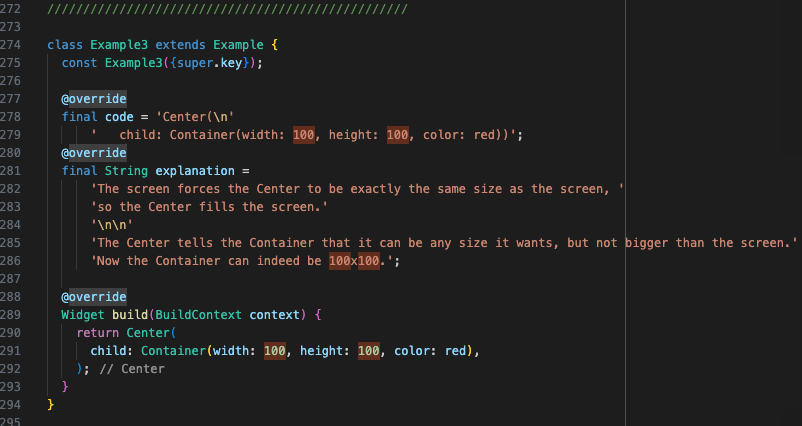 272 //////////////////////////////////////////////////
273
274 class Example3 extends Example {
275   const Example3({super.key});
276
277   @override
278   final code = 'Center(\n'
279       '   child: Container(width: 100, height: 100, color: red))';
280   @override
281   final String explanation =
282       'The screen forces the Center to be exactly the same size as the screen, '
283       'so the Center fills the screen.'
284       '\n\n'
285       'The Center tells the Container that it can be any size it wants, but not bigger than the screen.'
286       'Now the Container can indeed be 100x100.';
287
288   @override
289   Widget build(BuildContext context) {
290     return Center(
291       child: Container(width: 100, height: 100, color: red),
292     ); // Center
293   }
294 }
295